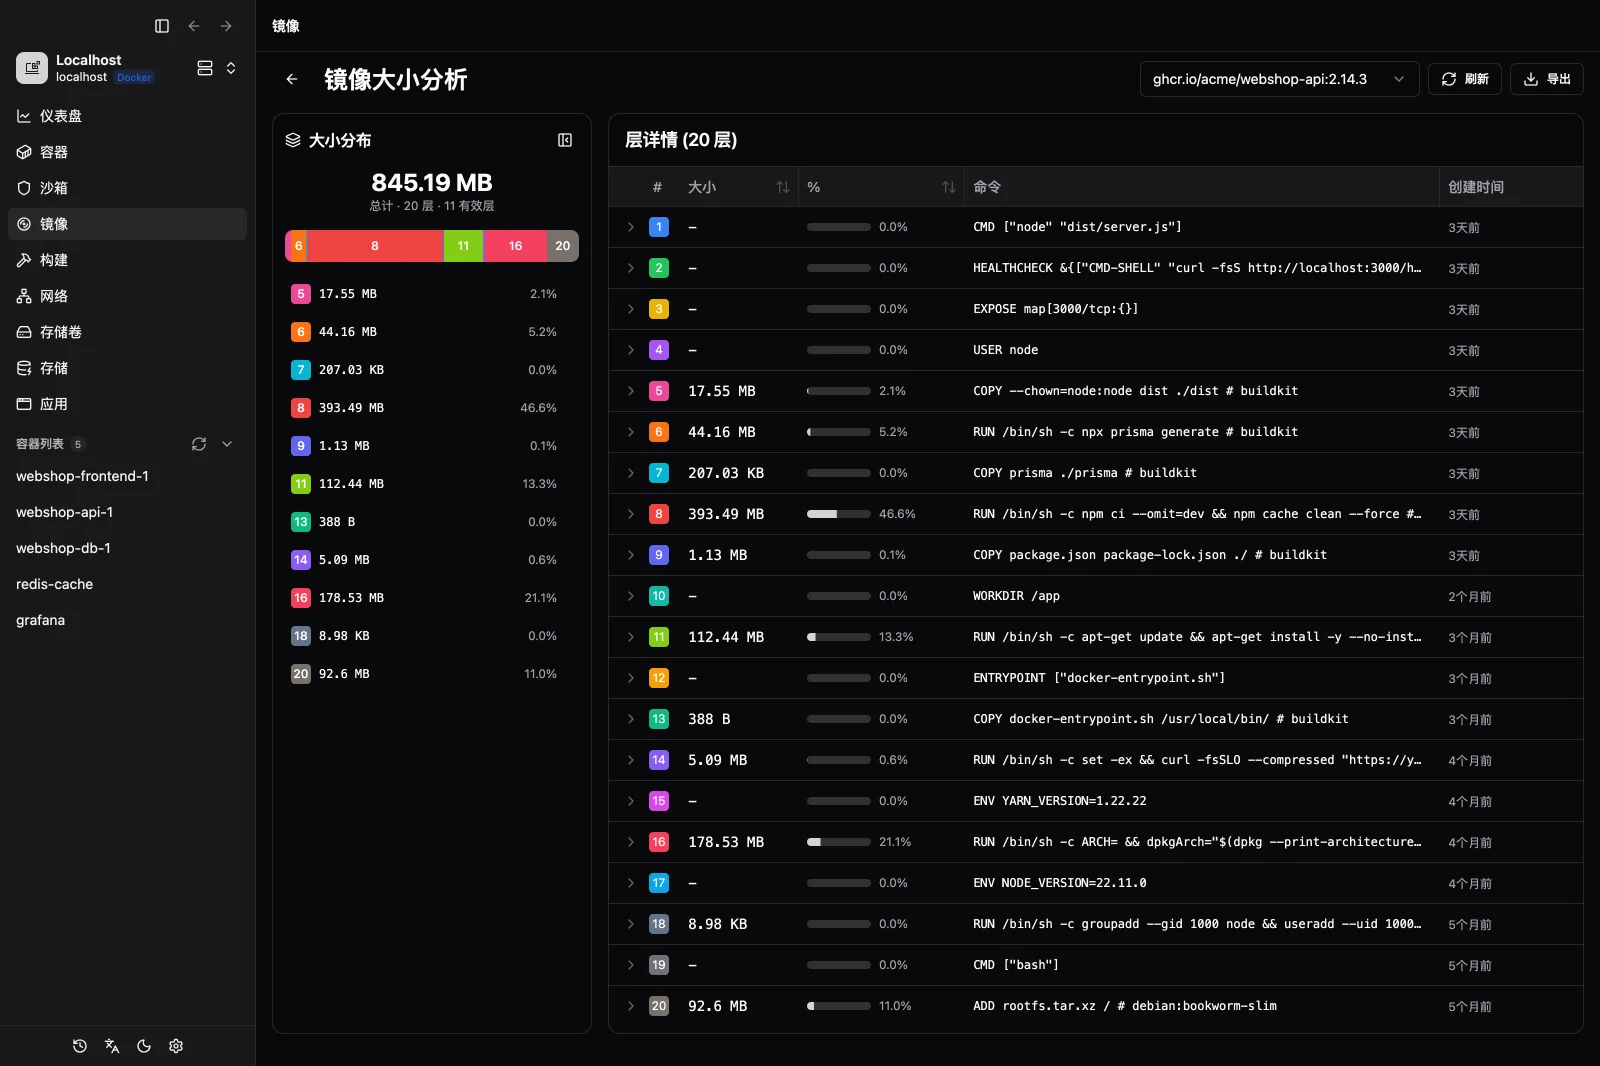 镜像
Localhost
localhost Docker
仪表盘
容器
沙箱
镜像
构建
网络
存储卷
存储
应用
容器列表 5
webshop-frontend-1
webshop-api-1
webshop-db-1
redis-cache
grafana
镜像大小分析
ghcr.io/acme/webshop-api:2.14.3
刷新
导出
大小分布
845.19 MB
总计 · 20 层 · 11 有效层
6 8 11 16 20
5 17.55 MB 2.1%
6 44.16 MB 5.2%
7 207.03 KB 0.0%
8 393.49 MB 46.6%
9 1.13 MB 0.1%
11 112.44 MB 13.3%
13 388 B 0.0%
14 5.09 MB 0.6%
16 178.53 MB 21.1%
18 8.98 KB 0.0%
20 92.6 MB 11.0%
层详情 (20 层)
# 大小 % 命令 创建时间
1 – 0.0% CMD ["node" "dist/server.js"] 3天前
2 – 0.0% HEALTHCHECK &{["CMD-SHELL" "curl -fsS http://localhost:3000/h… 3天前
3 – 0.0% EXPOSE map[3000/tcp:{}] 3天前
4 – 0.0% USER node 3天前
5 17.55 MB 2.1% COPY --chown=node:node dist ./dist # buildkit 3天前
6 44.16 MB 5.2% RUN /bin/sh -c npx prisma generate # buildkit 3天前
7 207.03 KB 0.0% COPY prisma ./prisma # buildkit 3天前
8 393.49 MB 46.6% RUN /bin/sh -c npm ci --omit=dev && npm cache clean --force #… 3天前
9 1.13 MB 0.1% COPY package.json package-lock.json ./ # buildkit 3天前
10 – 0.0% WORKDIR /app 2个月前
11 112.44 MB 13.3% RUN /bin/sh -c apt-get update && apt-get install -y --no-inst… 3个月前
12 – 0.0% ENTRYPOINT ["docker-entrypoint.sh"] 3个月前
13 388 B 0.0% COPY docker-entrypoint.sh /usr/local/bin/ # buildkit 3个月前
14 5.09 MB 0.6% RUN /bin/sh -c set -ex && curl -fsSLO --compressed "https://y… 4个月前
15 – 0.0% ENV YARN_VERSION=1.22.22 4个月前
16 178.53 MB 21.1% RUN /bin/sh -c ARCH= && dpkgArch="$(dpkg --print-architecture… 4个月前
17 – 0.0% ENV NODE_VERSION=22.11.0 4个月前
18 8.98 KB 0.0% RUN /bin/sh -c groupadd --gid 1000 node && useradd --uid 1000… 5个月前
19 – 0.0% CMD ["bash"] 5个月前
20 92.6 MB 11.0% ADD rootfs.tar.xz / # debian:bookworm-slim 5个月前